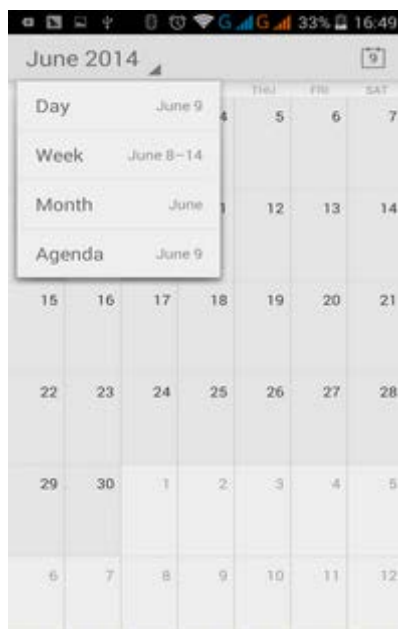 G G 33% 16:49
June 2014 9
THU FRI SAT
Day June 9
4 5 6 7
Week June 8–14
Month June
1 12 13 14
Agenda June 9
15 16 17 18 19 20 21
22 23 24 25 26 27 28
29 30 1 2 3 4 5
6 7 8 9 10 11 12